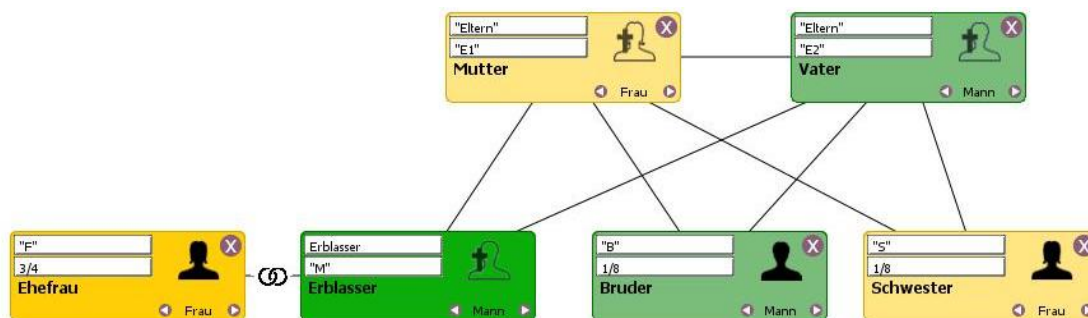 "Eltern"
"E1"
Mutter
Frau
X
"Eltern"
"E2"
Vater
Mann
X
"F"
3/4
Ehefrau
Frau
X
Erblasser
"M"
Erblasser
Mann
"B"
1/8
Bruder
Mann
X
"S"
1/8
Schwester
Frau
X